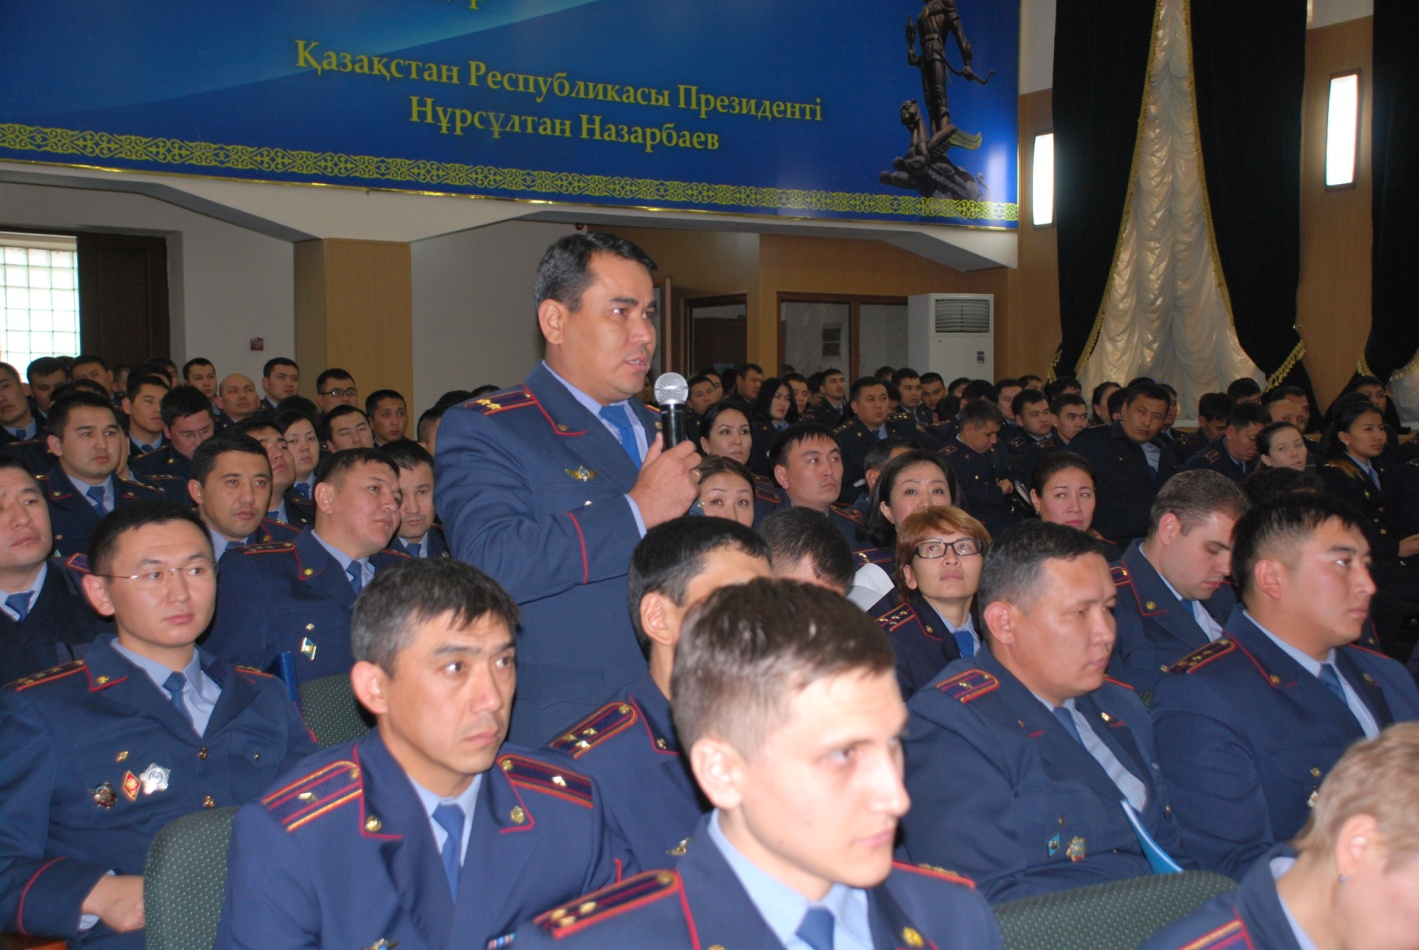 Қазақстан Республикасы Президенті
Нұрсұлтан Назарбаев